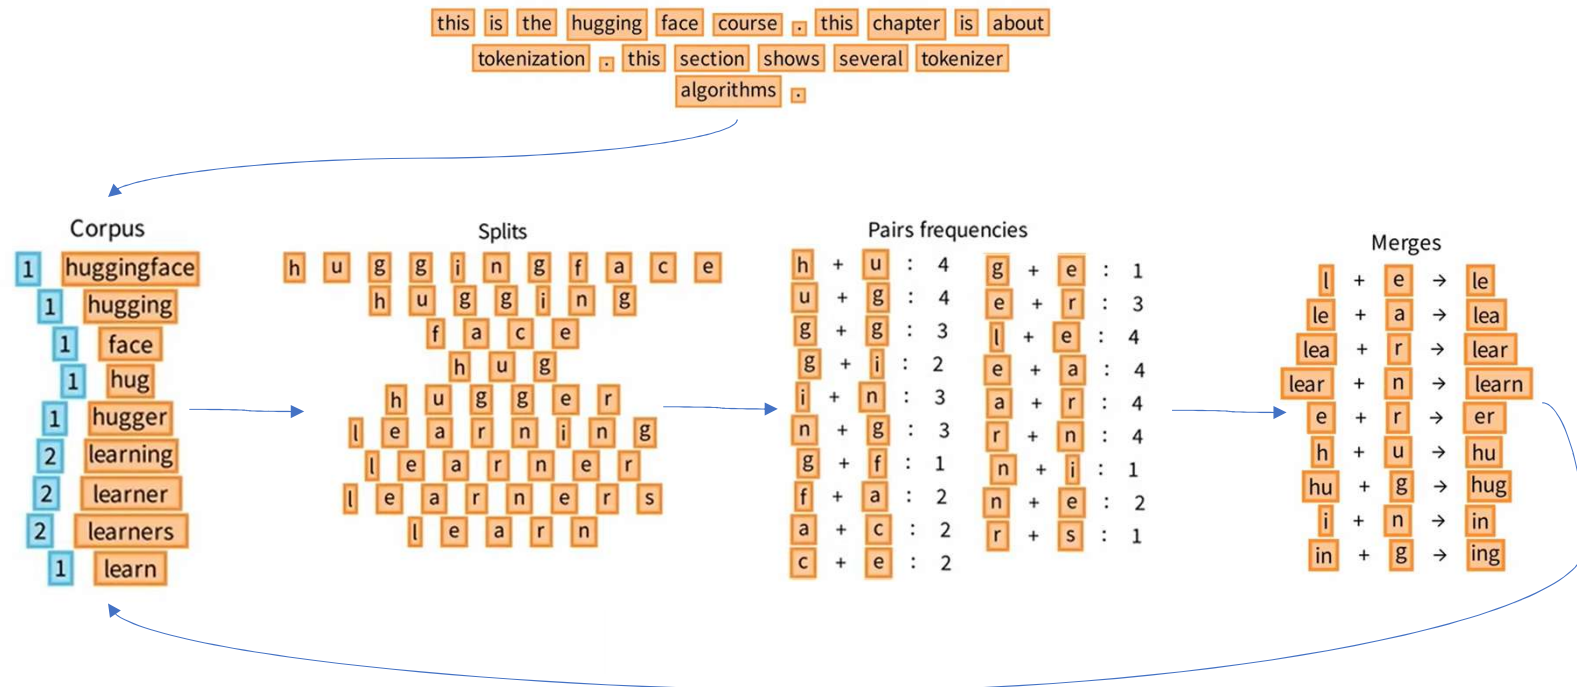 this is the hugging face course . this chapter is about
tokenization . this section shows several tokenizer
algorithms .
Corpus
1 huggingface
1 hugging
1 face
1 hug
1 hugger
2 learning
2 learner
2 learners
1 learn
Splits
h u g g i n g f a c e
h u g g i n g
f a c e
h u g
h u g g e r
l e a r n i n g
l e a r n e r
l e a r n e r s
l e a r n
Pairs frequencies
h + u : 4
u + g : 4
g + g : 3
g + i : 2
i + n : 3
n + g : 3
g + f : 1
f + a : 2
a + c : 2
c + e : 2
g + e : 1
e + r : 3
l + e : 4
e + a : 4
a + r : 4
r + n : 4
n + i : 1
n + e : 2
r + s : 1
Merges
l + e → le
le + a → lea
lea + r → lear
lear + n → learn
e + r → er
h + u → hu
hu + g → hug
i + n → in
in + g → ing